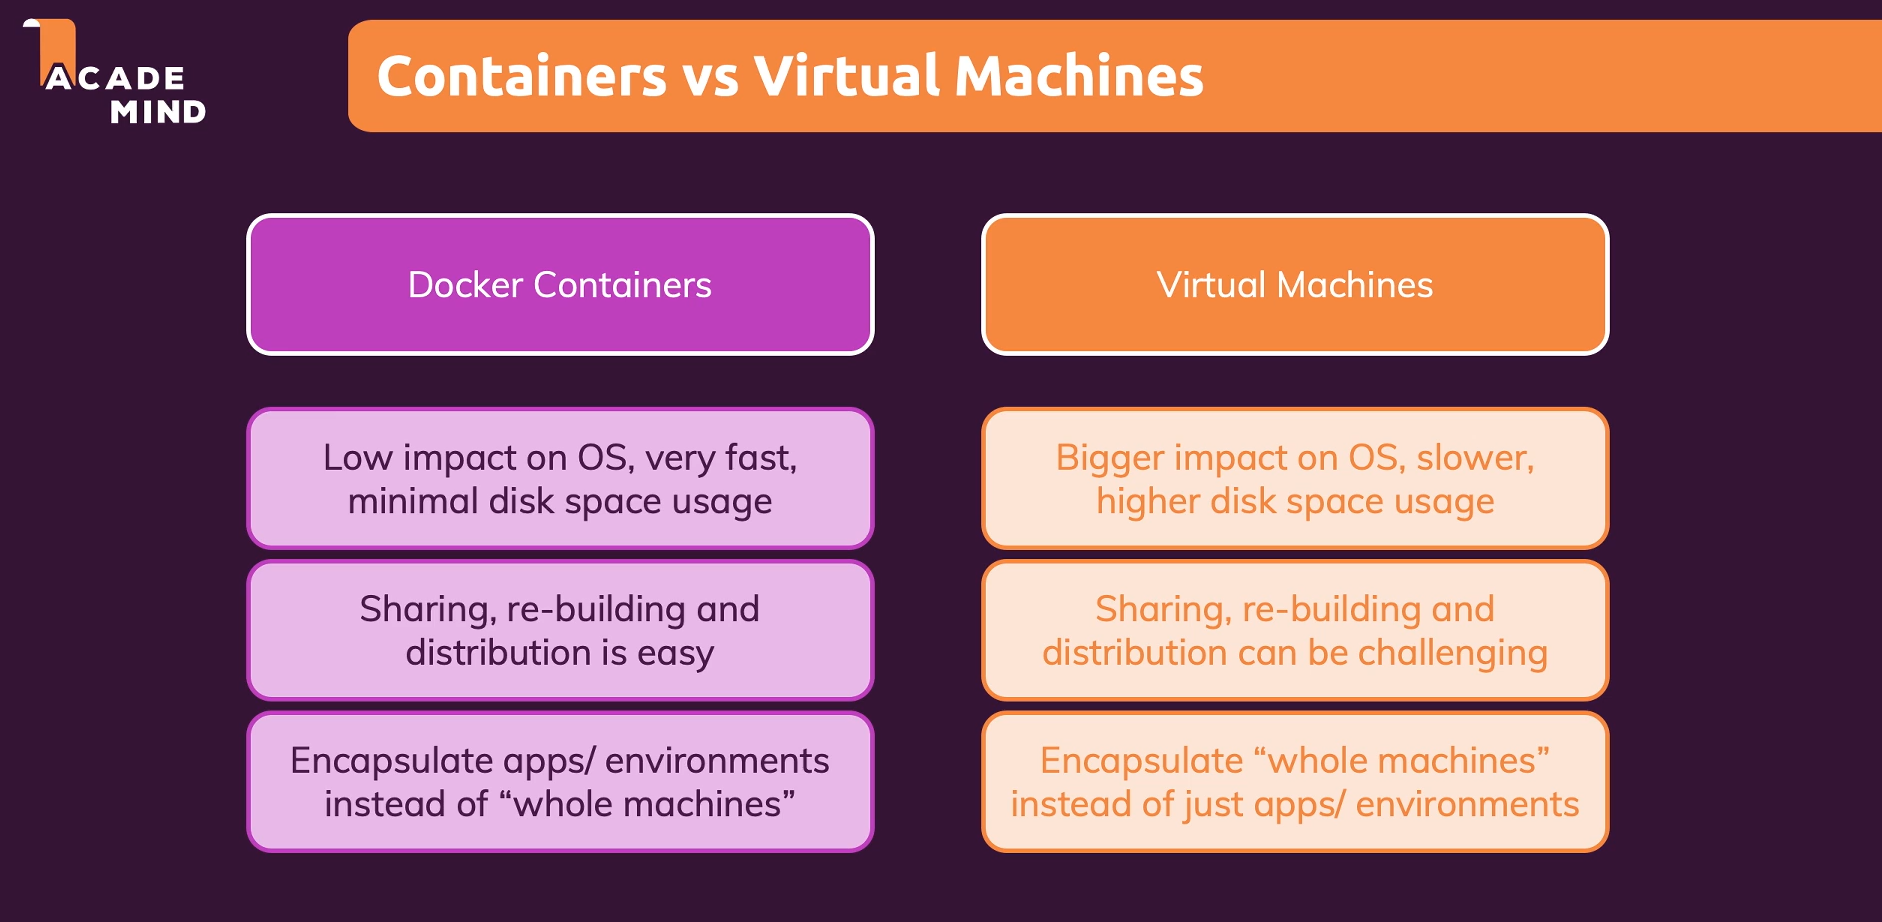 ACADE
MIND
Containers vs Virtual Machines
Docker Containers
Low impact on OS, very fast,
minimal disk space usage
Sharing, re-building and
distribution is easy
Encapsulate apps/ environments
instead of “whole machines”
Virtual Machines
Bigger impact on OS, slower,
higher disk space usage
Sharing, re-building and
distribution can be challenging
Encapsulate “whole machines”
instead of just apps/ environments